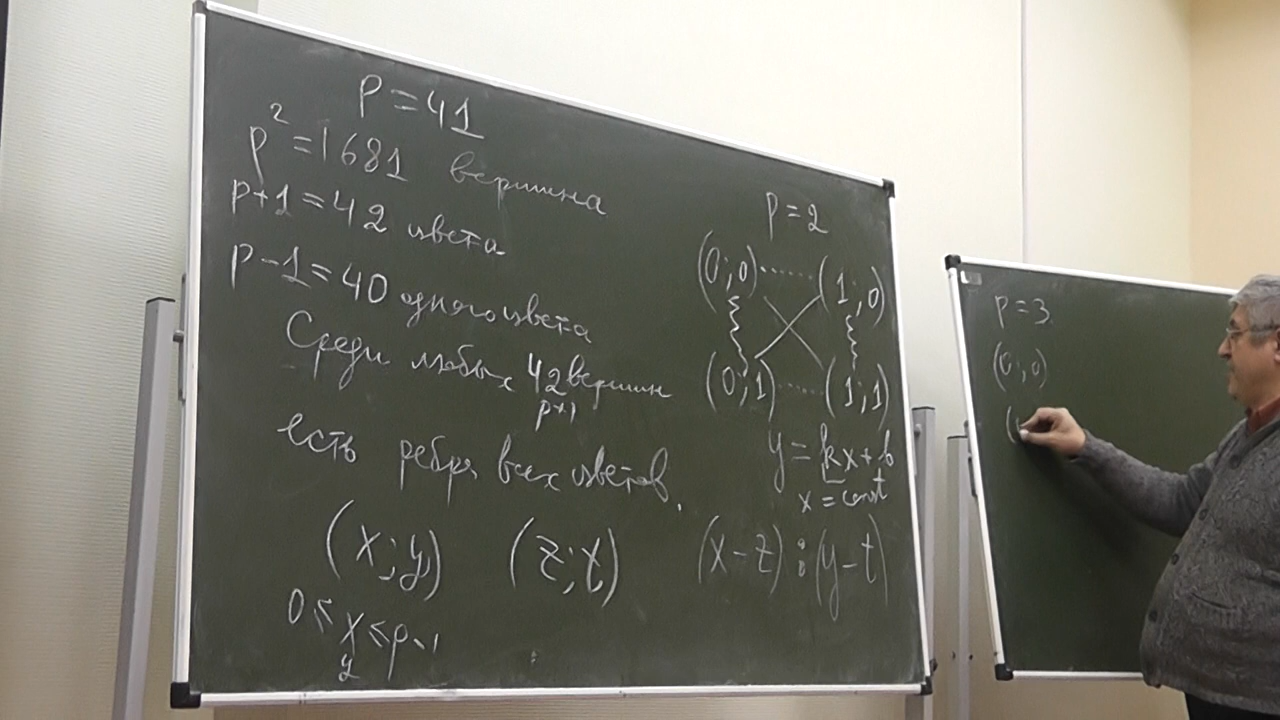 p=41
p²=1681 вершина
p+1=42 цвета
p-1=40 одного цвета
Среди любых 42 вершин
p+1
есть рёбра всех цветов.
(x;y) (z;t) (x-z)⋮(y-t)
0≤x≤p-1
y
p=2
(0;0) (1;0)
(0;1) (1;1)
y=kx+b
x=const
p=3
(0;0)
(